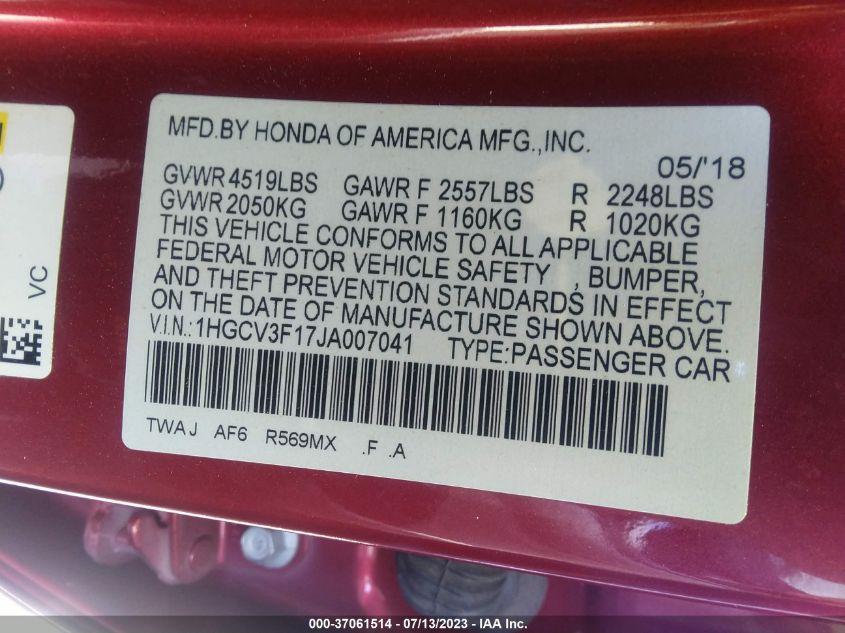 MFD.BY HONDA OF AMERICA MFG.,INC.
05/'18
GVWR 4519LBS GAWR F 2557LBS R 2248LBS
GVWR 2050KG GAWR F 1160KG R 1020KG
THIS VEHICLE CONFORMS TO ALL APPLICABLE
FEDERAL MOTOR VEHICLE SAFETY , BUMPER,
AND THEFT PREVENTION STANDARDS IN EFFECT
ON THE DATE OF MANUFACTURE SHOWN ABOVE.
V.I.N.:1HGCV3F17JA007041 TYPE:PASSENGER CAR
TWAJ AF6 R569MX .F .A
VC
000-37061514 - 07/13/2023 - IAA Inc.